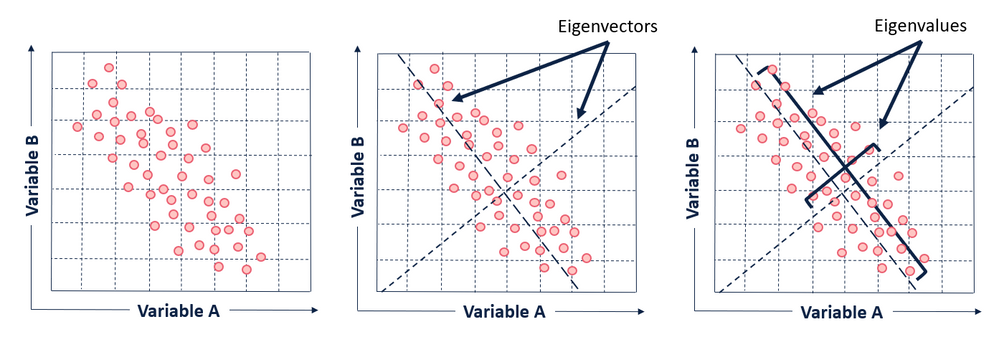 Eigenvectors
Eigenvalues
Variable B
Variable A
Variable B
Variable A
Variable B
Variable A